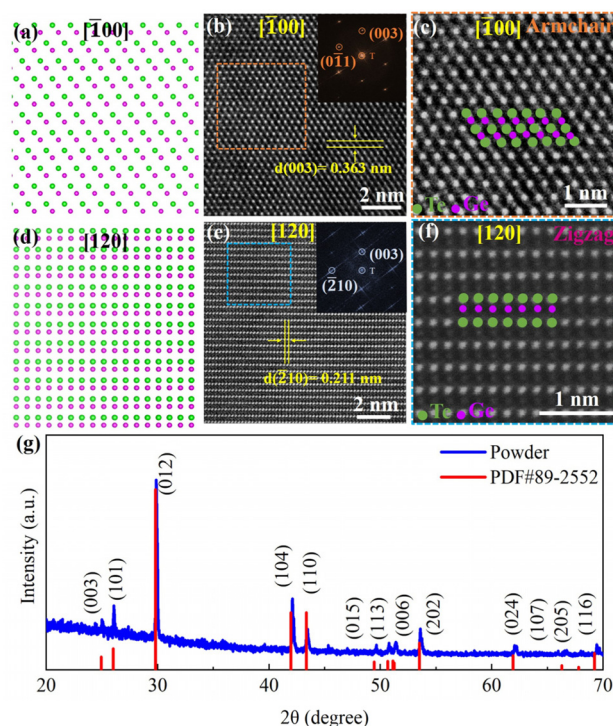 (a) [1̅00]
(b) [1̅00]
(003)
(01̅1)
T
d(003)= 0.363 nm
2 nm
(c) [1̅00] Armchair
Te Ge
1 nm
(d) [120]
(e) [120]
(003)
(2̅10)
T
d(2̅10)= 0.211 nm
2 nm
(f) [120] Zigzag
Te Ge
1 nm
(g)
Powder
PDF#89-2552
Intensity (a.u.)
(003)
(101)
(012)
(104)
(110)
(015)
(113)
(006)
(202)
(024)
(107)
(205)
(116)
20 30 40 50 60 70
2θ (degree)